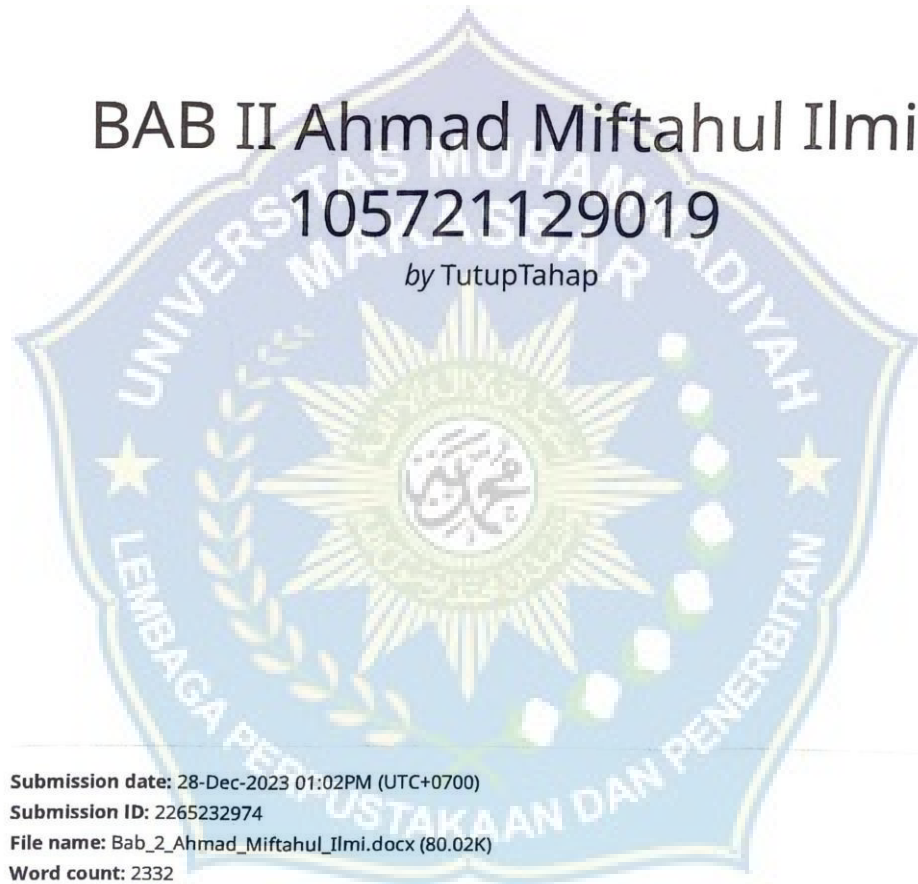 BAB II Ahmad Miftahul Ilmi
105721129019
by TutupTahap
UNIVERSITAS MUHAMMADIYAH
MAKASSAR
LEMBAGA PERPUSTAKAAN DAN PENERBITAN
Submission date: 28-Dec-2023 01:02PM (UTC+0700)
Submission ID: 2265232974
File name: Bab_2_Ahmad_Miftahul_Ilmi.docx (80.02K)
Word count: 2332